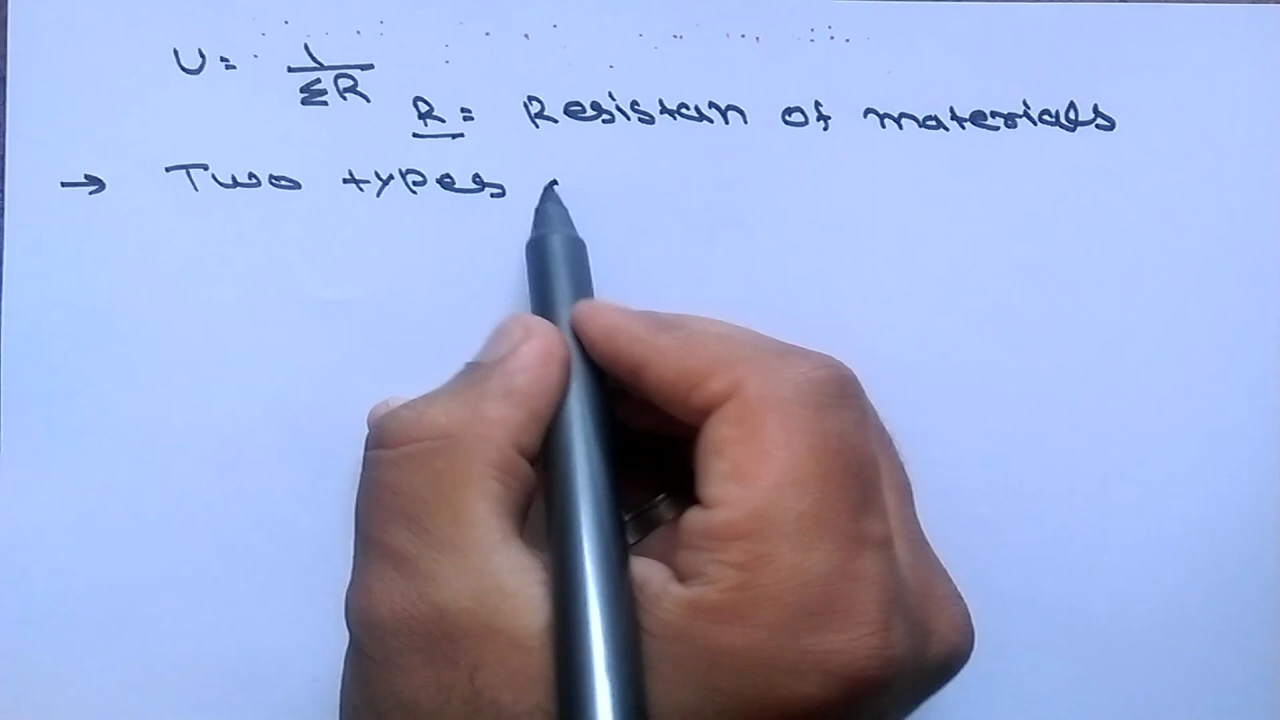 U = 1/ΣR
R = Resistan of materials
→ Two types